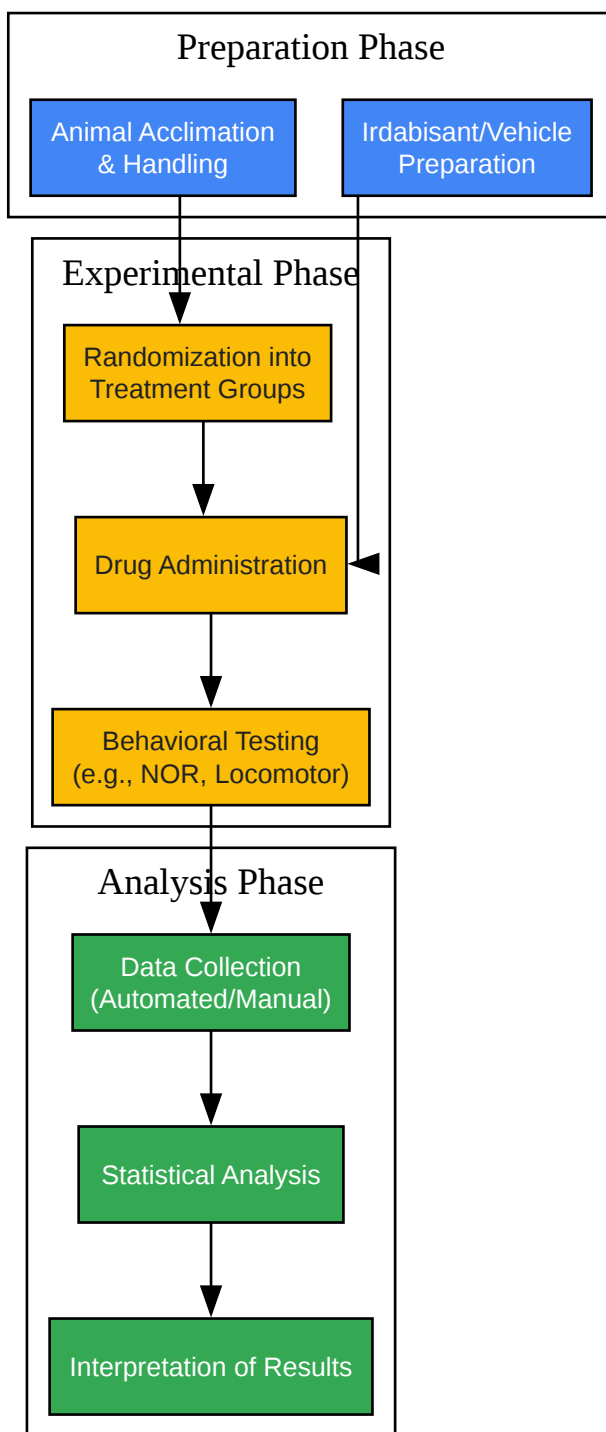 Preparation Phase
Animal Acclimation
& Handling
Irdabisant/Vehicle
Preparation
Experimental Phase
Randomization into
Treatment Groups
Drug Administration
Behavioral Testing
(e.g., NOR, Locomotor)
Analysis Phase
Data Collection
(Automated/Manual)
Statistical Analysis
Interpretation of Results